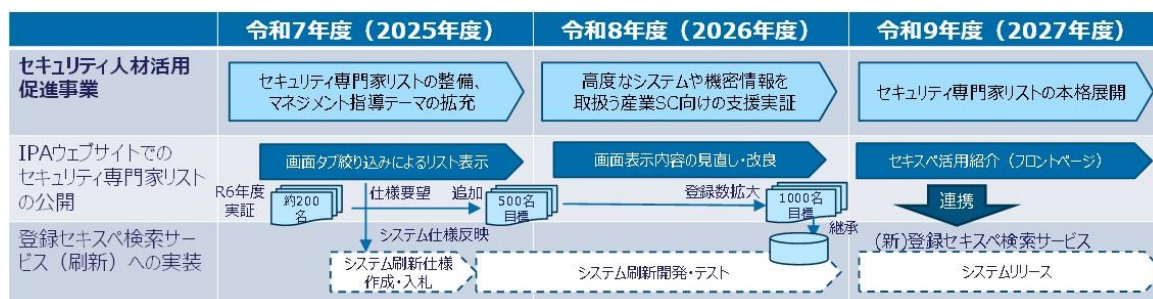 令和7年度（2025年度）
令和8年度（2026年度）
令和9年度（2027年度）
セキュリティ人材活用
促進事業
セキュリティ専門家リストの整備、
マネジメント指導テーマの拡充
高度なシステムや機密情報を
取扱う産業SC向けの支援実証
セキュリティ専門家リストの本格展開
IPAウェブサイトでの
セキュリティ専門家リスト
の公開
画面タブ絞り込みによるリスト表示
画面表示内容の見直し・改良
セキスペ活用紹介（フロントページ）
R6年度
実証
約200
名
仕様要望
追加
500名
目標
登録数拡大
1000名
目標
連携
継承
システム仕様反映
登録セキスペ検索サー
ビス（刷新）への実装
システム刷新仕様
作成・入札
システム刷新開発・テスト
(新)登録セキスペ検索サービス
システムリリース